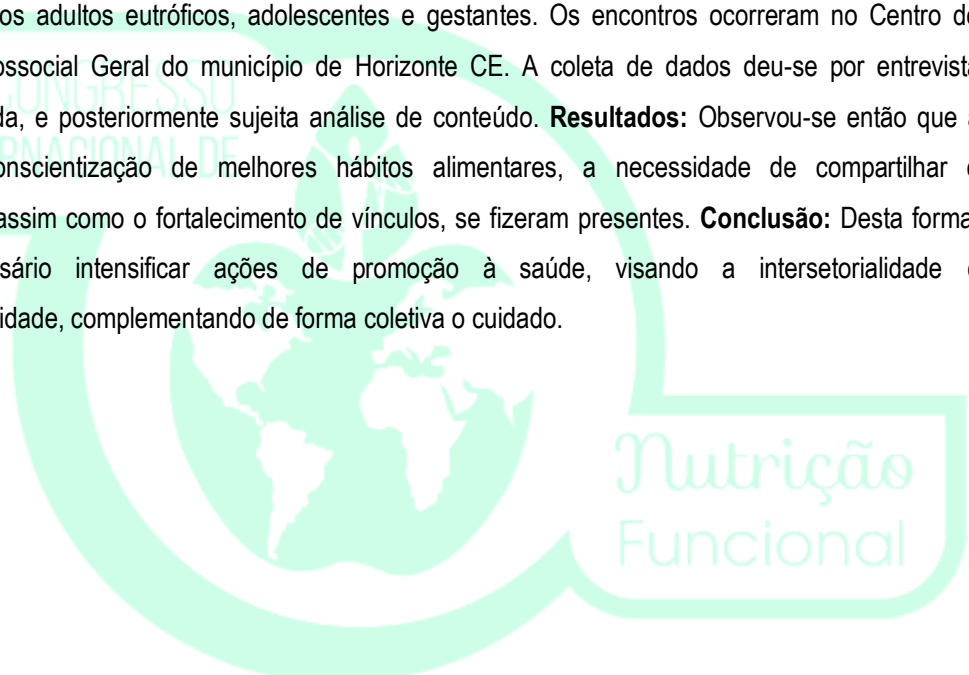 os adultos eutróficos, adolescentes e gestantes. Os encontros ocorreram no Centro d
ossocial Geral do município de Horizonte CE. A coleta de dados deu-se por entrevista
da, e posteriormente sujeita análise de conteúdo. Resultados: Observou-se então que
onscientização de melhores hábitos alimentares, a necessidade de compartilhar
assim como o fortalecimento de vínculos, se fizeram presentes. Conclusão: Desta forma
sário intensificar ações de promoção à saúde, visando a intersetorialidade
idade, complementando de forma coletiva o cuidado.
Nutrição
Funcional